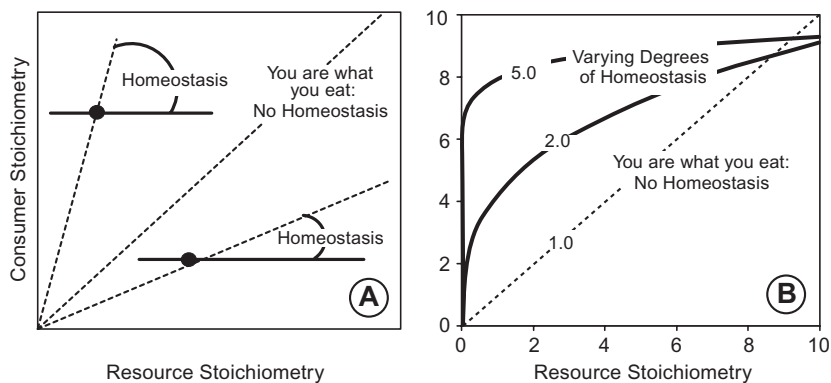 Consumer Stoichiometry
Homeostasis
You are what
you eat:
No Homeostasis
Homeostasis
A
Resource Stoichiometry
10
8
6
4
2
0
5.0
Varying Degrees
of Homeostasis
2.0
You are what you eat:
No Homeostasis
1.0
B
0 2 4 6 8 10
Resource Stoichiometry